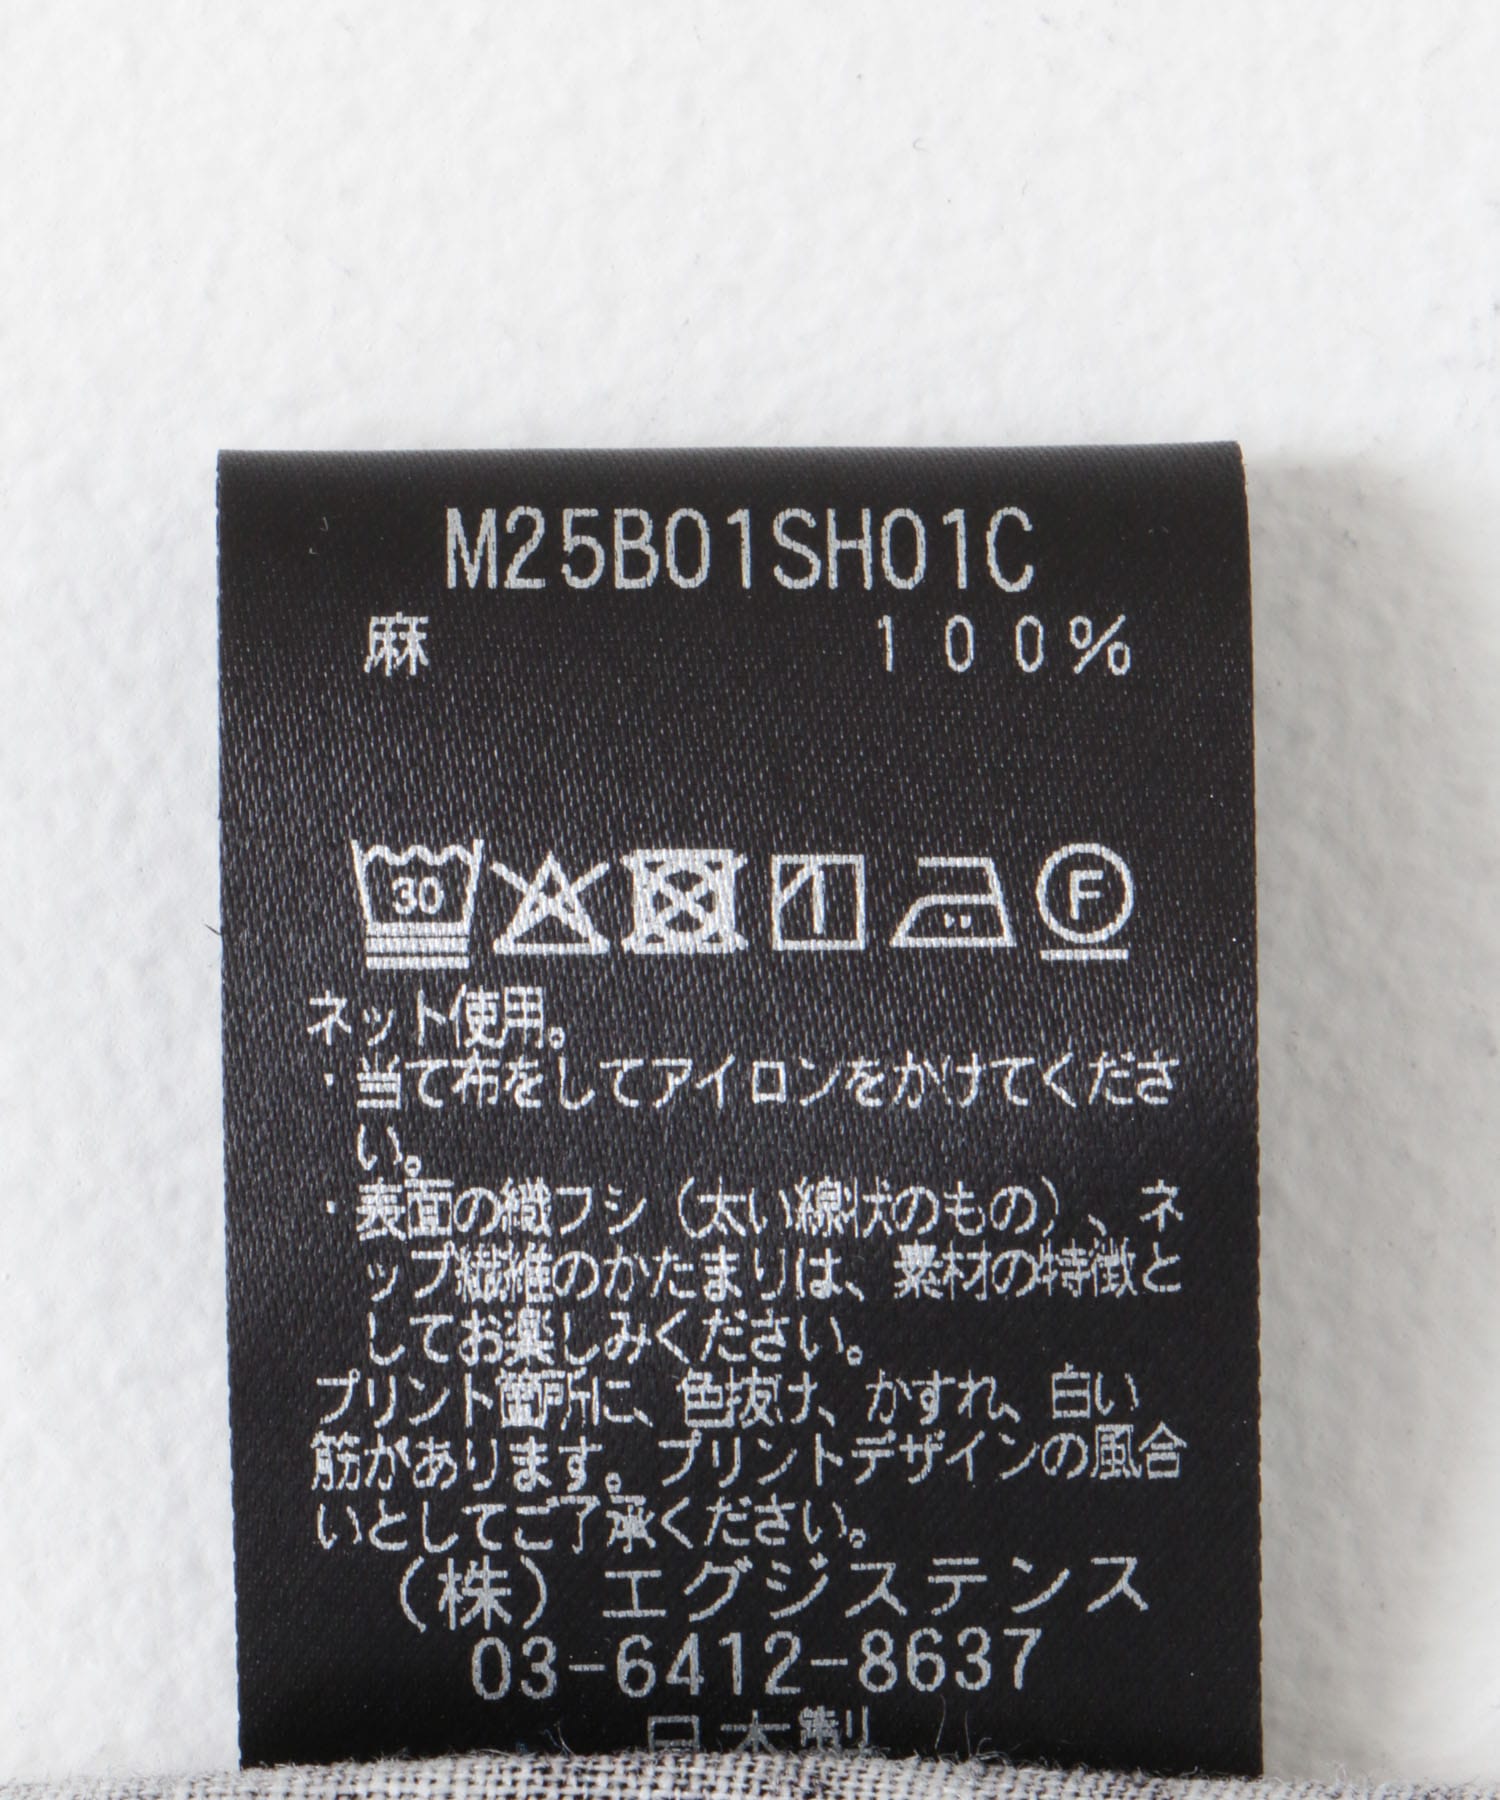 M25B01SH01C
麻 100%
30
F
ネット使用。
・当て布をしてアイロンをかけてくださ
い。
・表面の織フシ（太い線状のもの）、ネ
ップ繊維のかたまりは、素材の特徴と
してお楽しみください。
プリント箇所に、色抜け、かすれ、白い
筋があります。プリントデザインの風合
いとしてご了承ください。
（株）エグジステンス
03-6412-8637
日本製